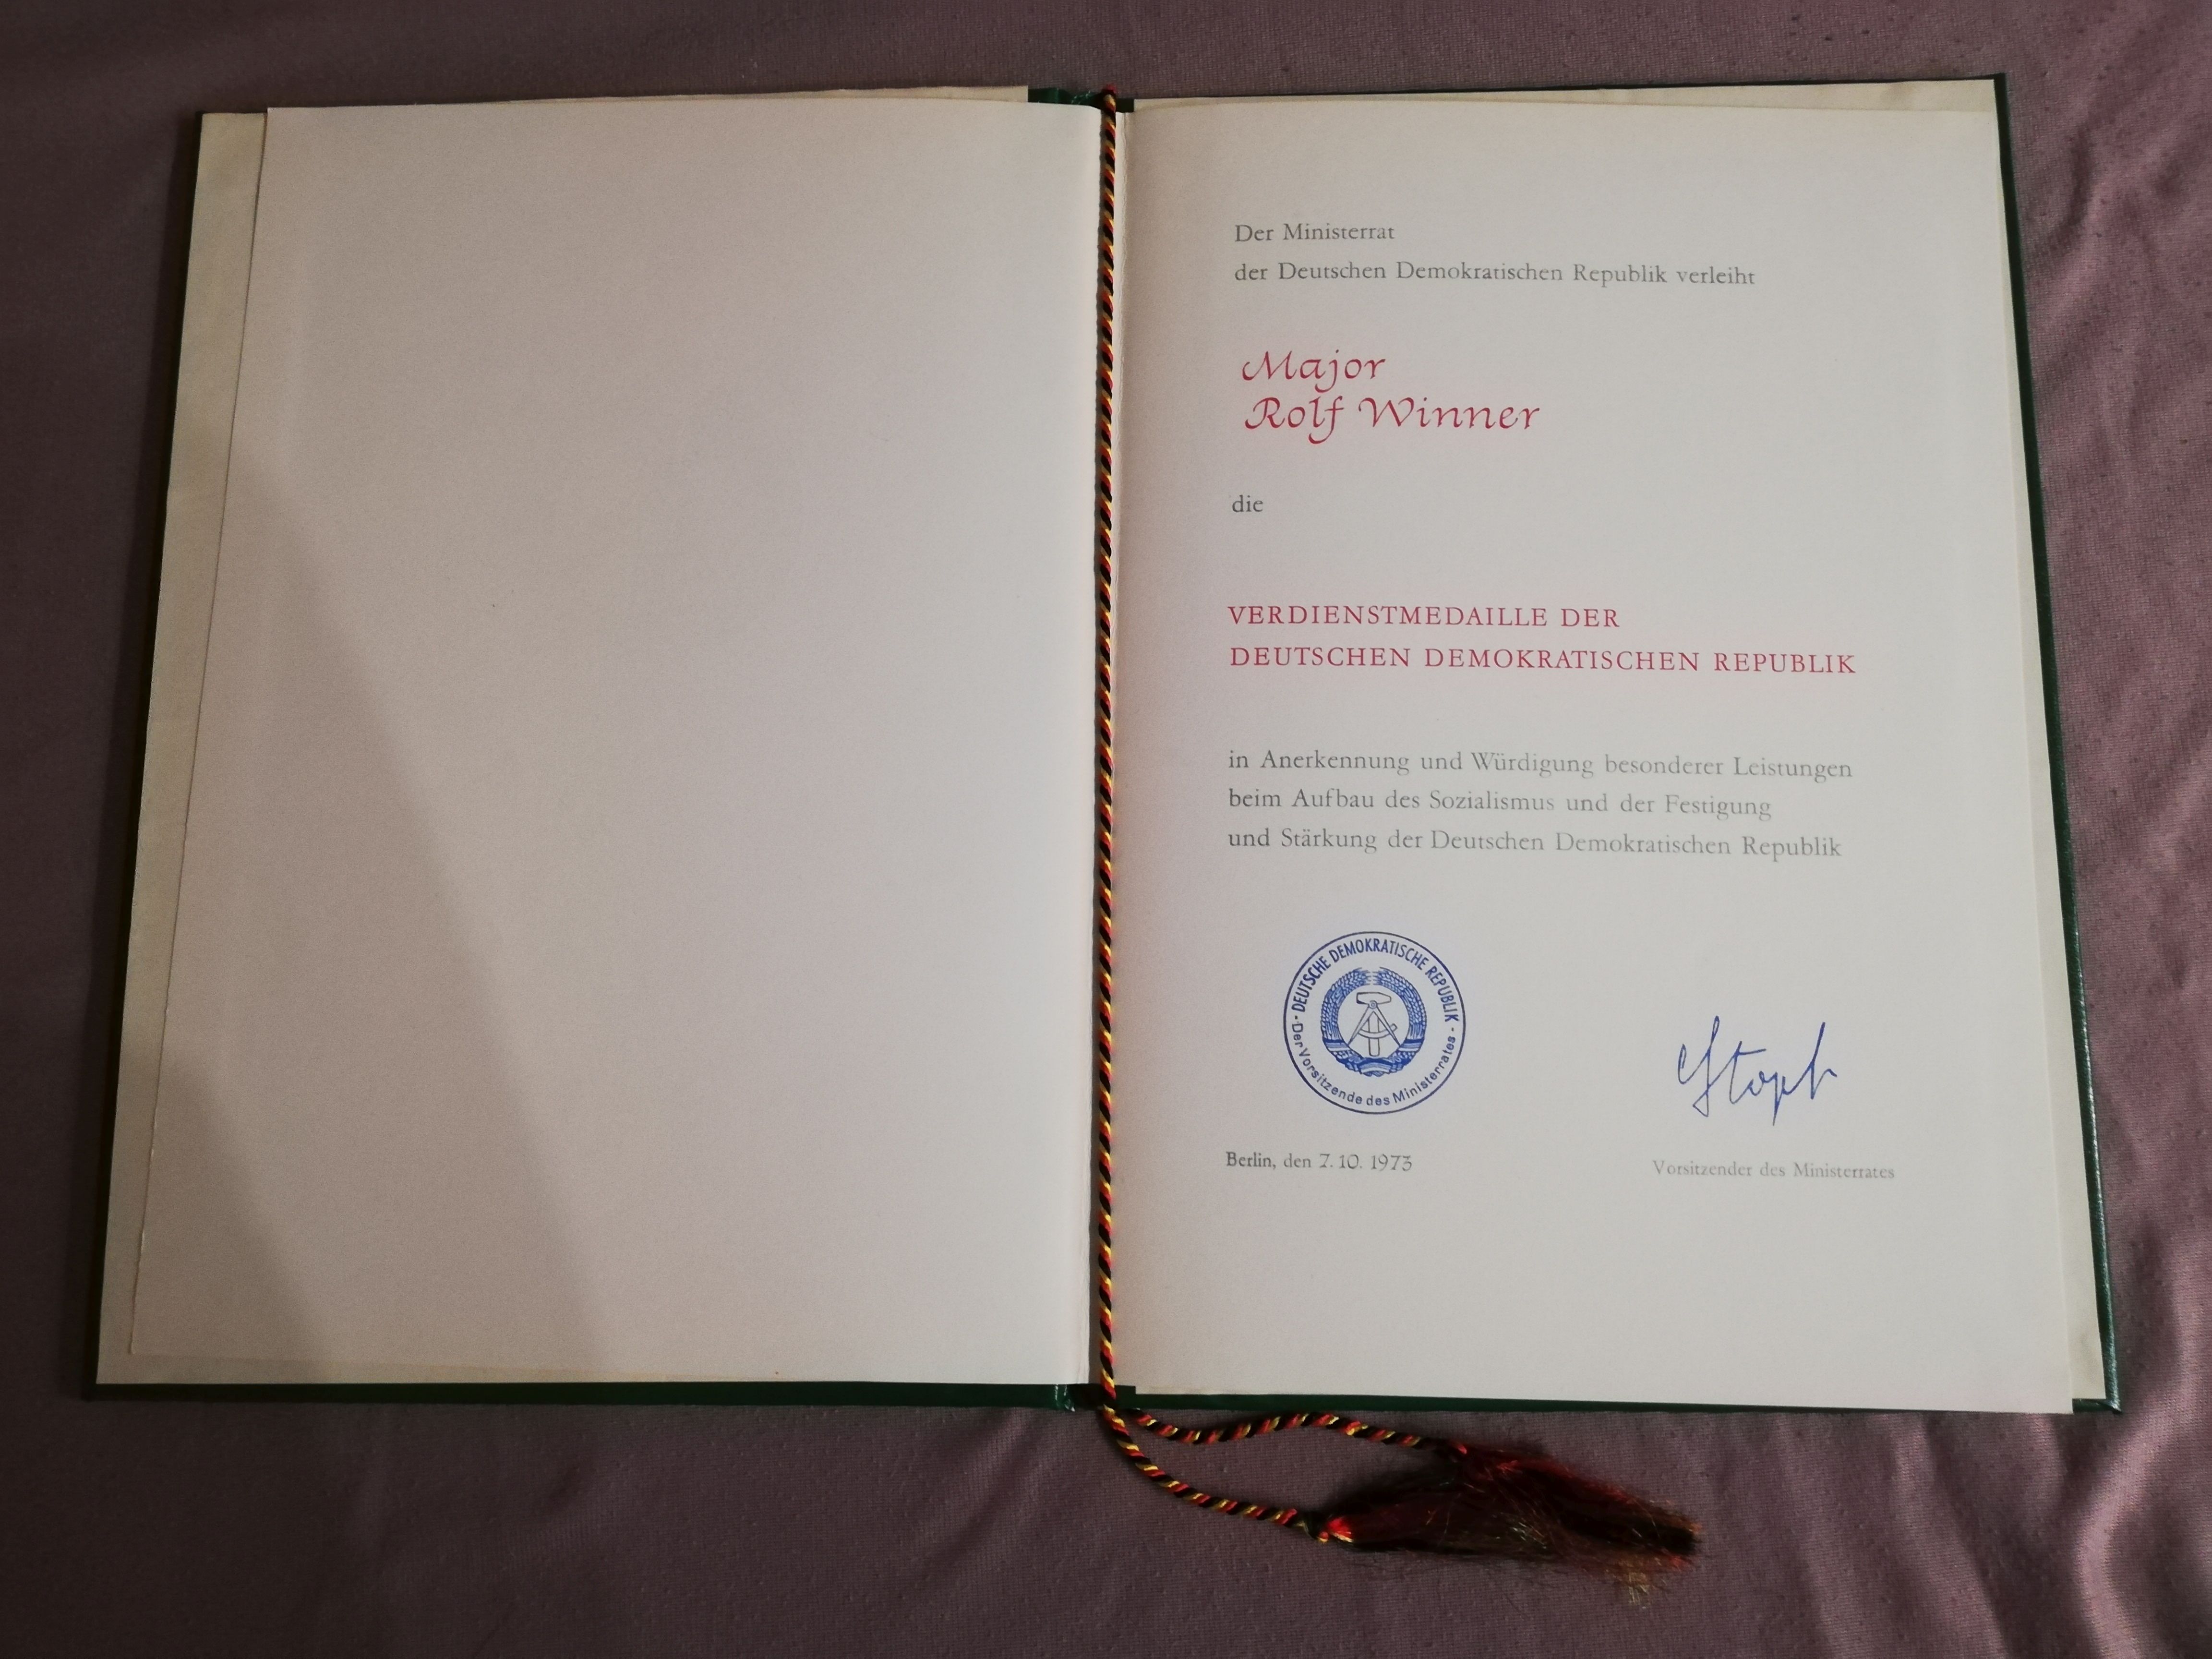 Der Ministerrat
der Deutschen Demokratischen Republik verleiht
Major
Rolf Winner
die
VERDIENSTMEDAILLE DER
DEUTSCHEN DEMOKRATISCHEN REPUBLIK
in Anerkennung und Würdigung besonderer Leistungen
beim Aufbau des Sozialismus und der Festigung
und Stärkung der Deutschen Demokratischen Republik
· DEUTSCHE DEMOKRATISCHE REPUBLIK ·
Der Vorsitzende des Ministerrates
Stoph
Berlin, den 7. 10. 1973
Vorsitzender des Ministerrates